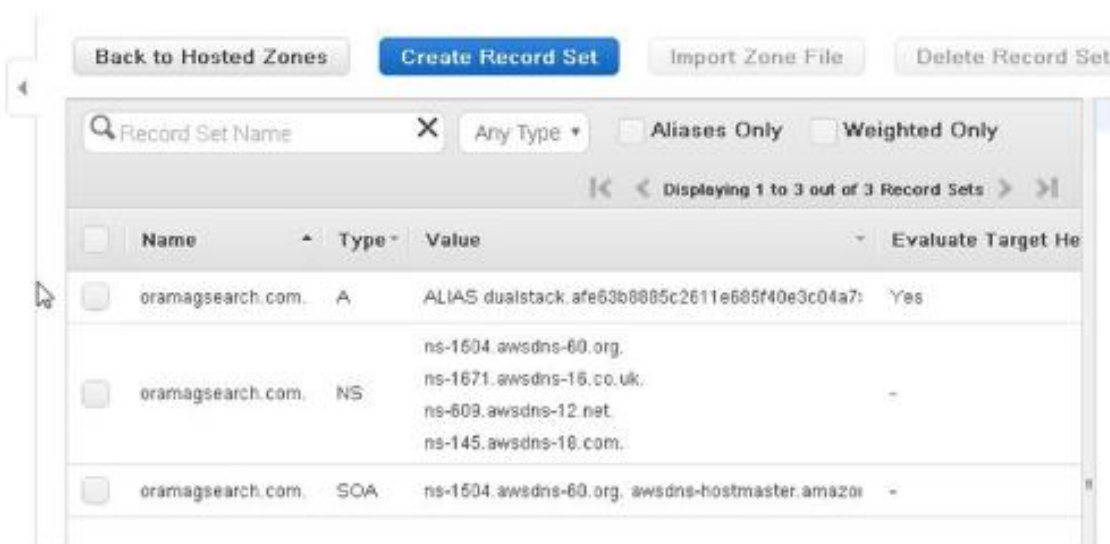 Back to Hosted Zones Create Record Set Import Zone File Delete Record Set
Record Set Name Any Type Aliases Only Weighted Only
Displaying 1 to 3 out of 3 Record Sets
Name Type Value Evaluate Target He
oramagsearch.com. A ALIAS dualstack.afe63b8885c2611e685f40e3c04a7 Yes
ns-1504.awsdns-60.org.
ns-1671.awsdns-16.co.uk.
oramagsearch.com. NS -
ns-609.awsdns-12.net.
ns-145.awsdns-18.com.
oramagsearch.com. SOA ns-1504.awsdns-60.org. awsdns-hostmaster.amazo -